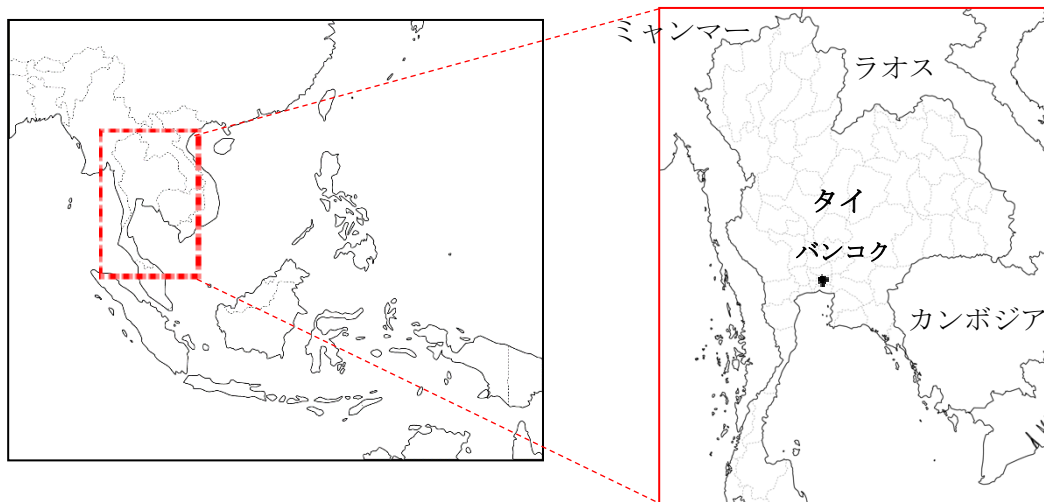 ミャンマー
ラオス
タイ
バンコク
カンボジア